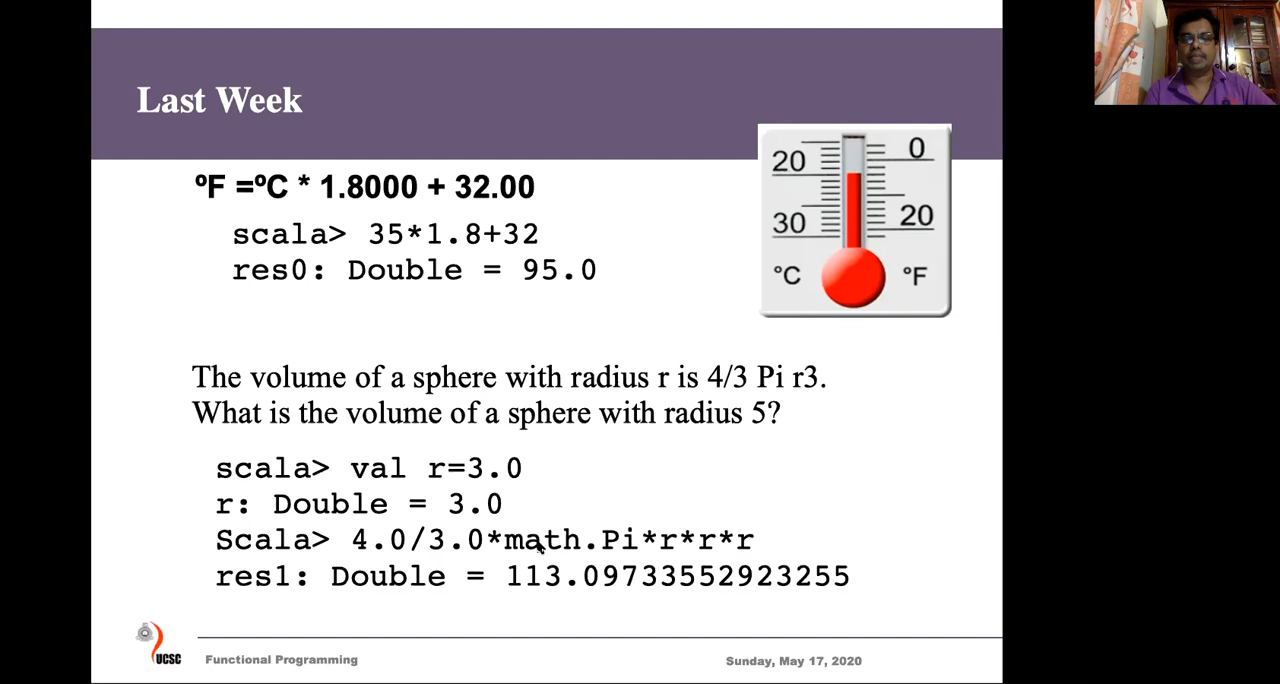 Last Week
ºF =ºC * 1.8000 + 32.00
scala> 35*1.8+32
res0: Double = 95.0
20 0
30 20
°C °F
The volume of a sphere with radius r is 4/3 Pi r3.
What is the volume of a sphere with radius 5?
scala> val r=3.0
r: Double = 3.0
Scala> 4.0/3.0*math.Pi*r*r*r
res1: Double = 113.09733552923255
UCSC
Functional Programming
Sunday, May 17, 2020